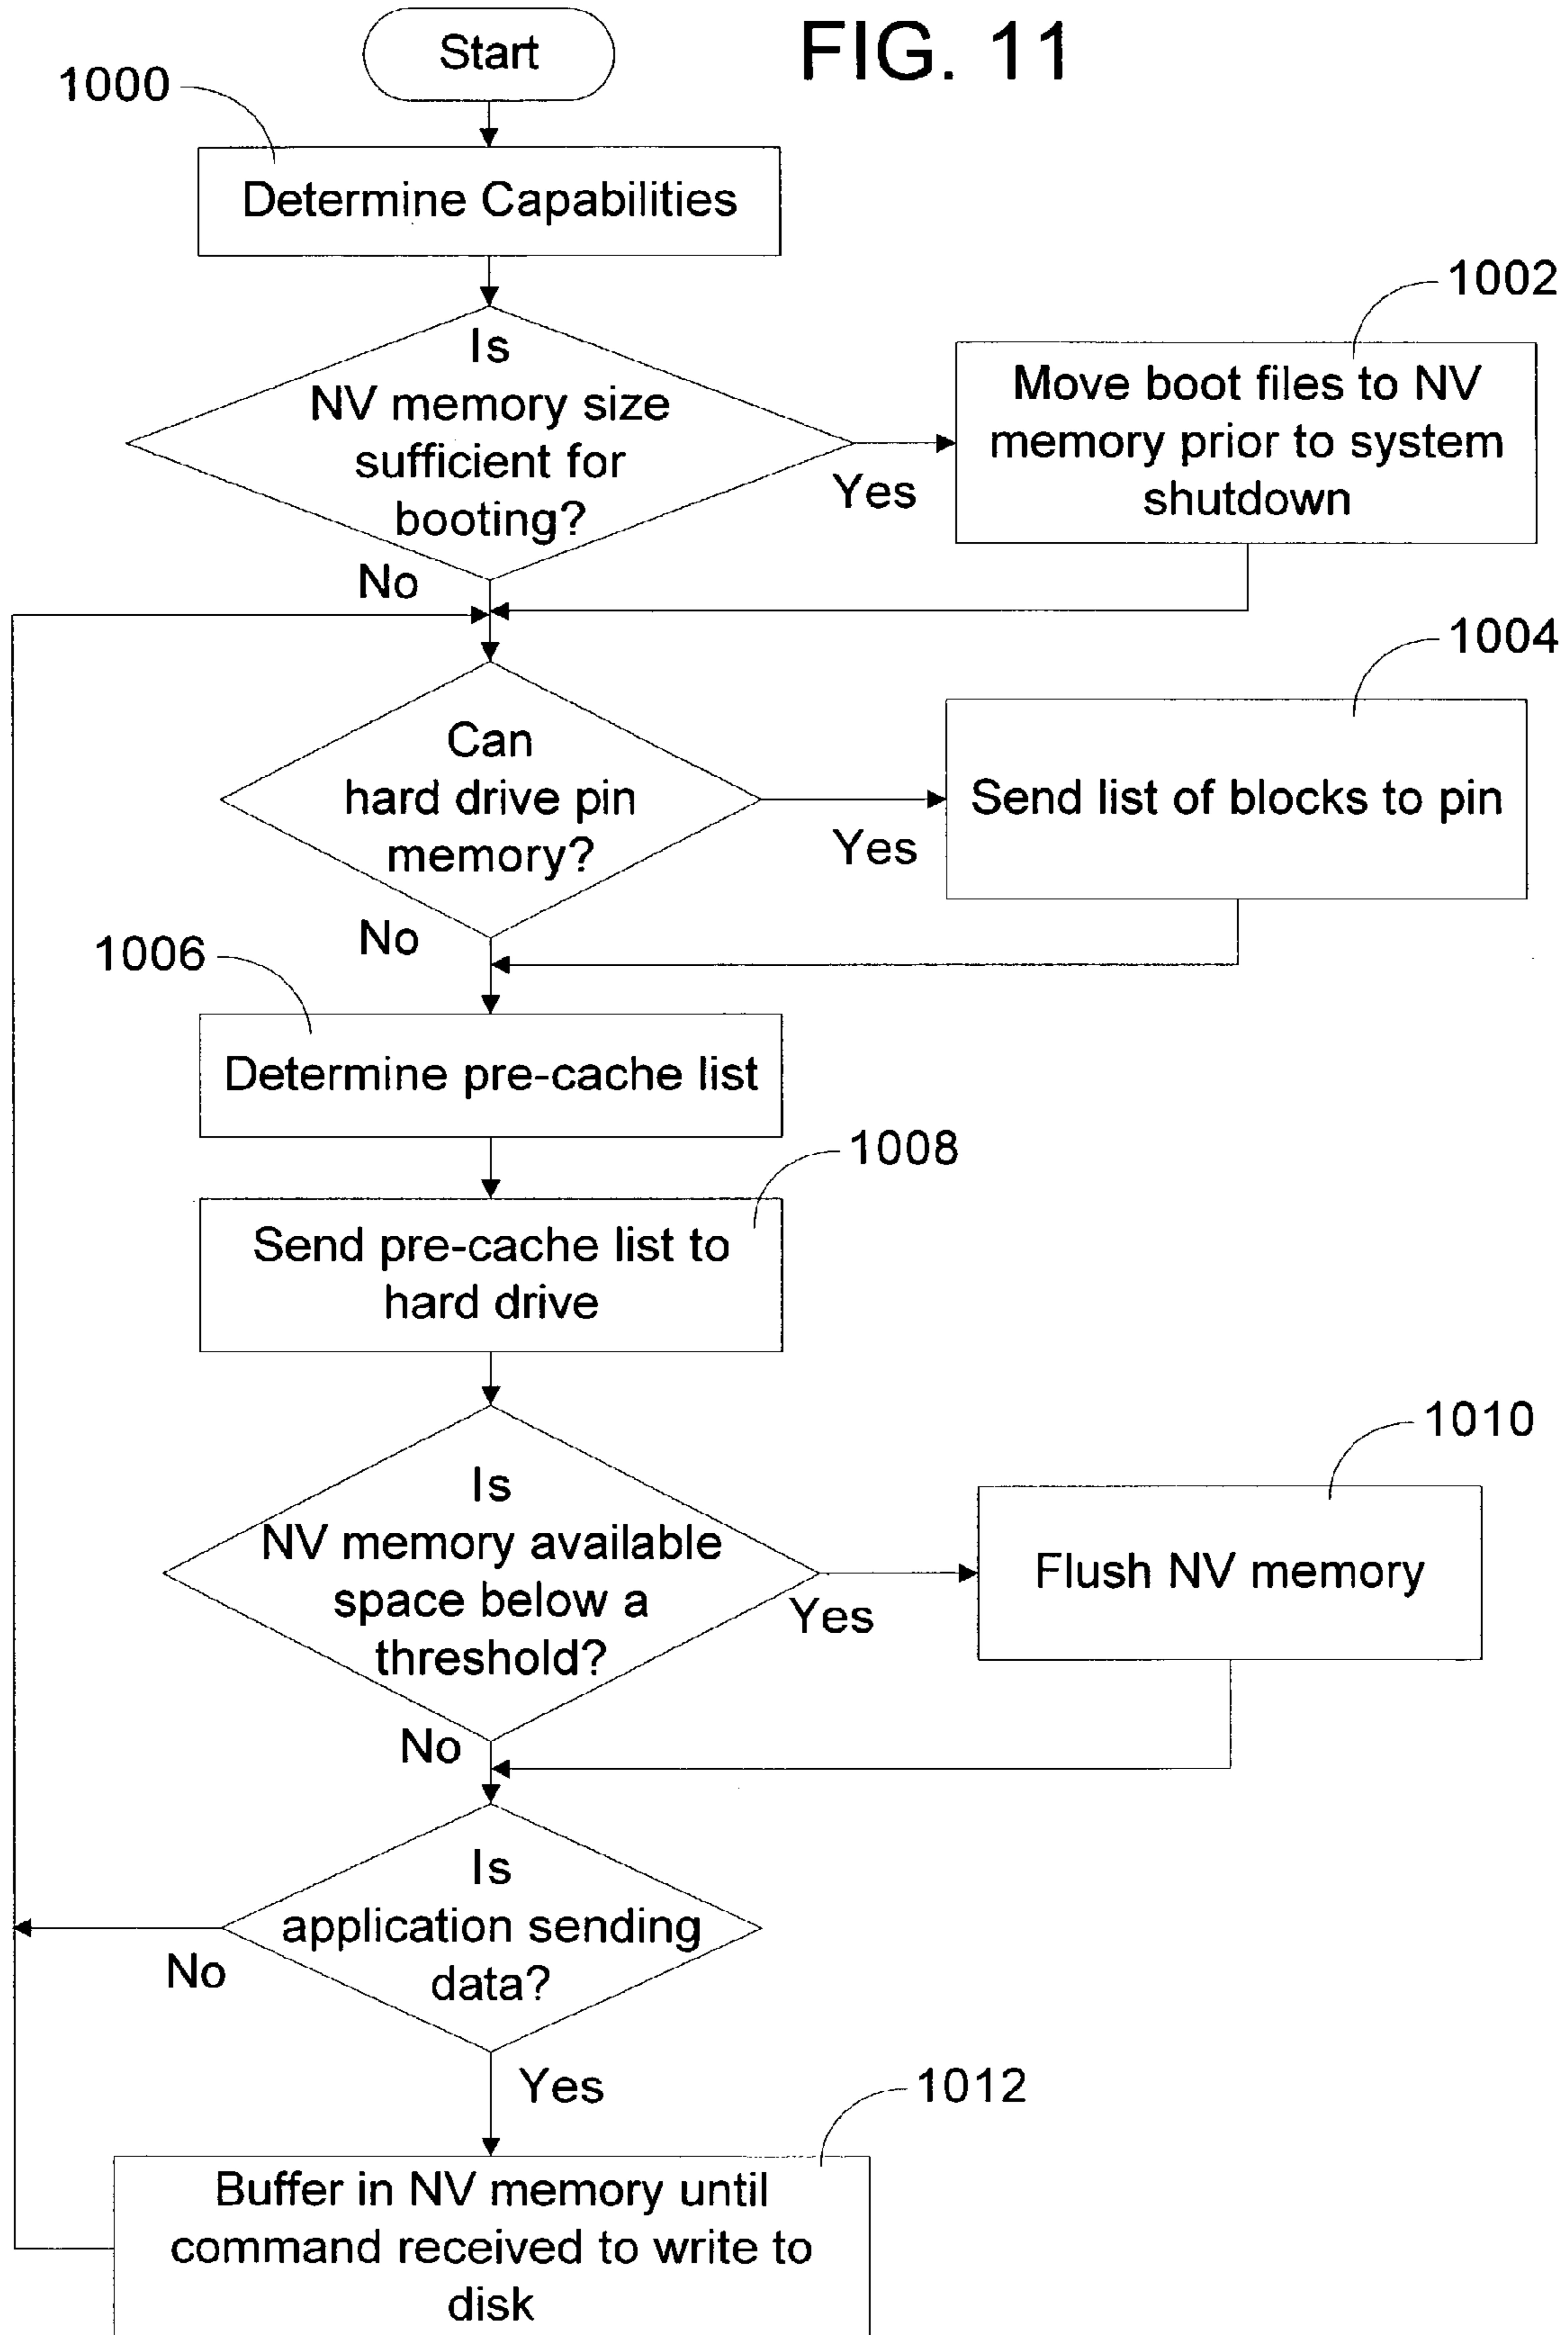 FIG. 11
Start
1000
Determine Capabilities
Is
NV memory size
sufficient for
booting?
Yes
No
1002
Move boot files to NV
memory prior to system
shutdown
Can
hard drive pin
memory?
Yes
No
1004
Send list of blocks to pin
1006
Determine pre-cache list
1008
Send pre-cache list to
hard drive
Is
NV memory available
space below a
threshold?
Yes
No
1010
Flush NV memory
Is
application sending
data?
No
Yes
1012
Buffer in NV memory until
command received to write to
disk